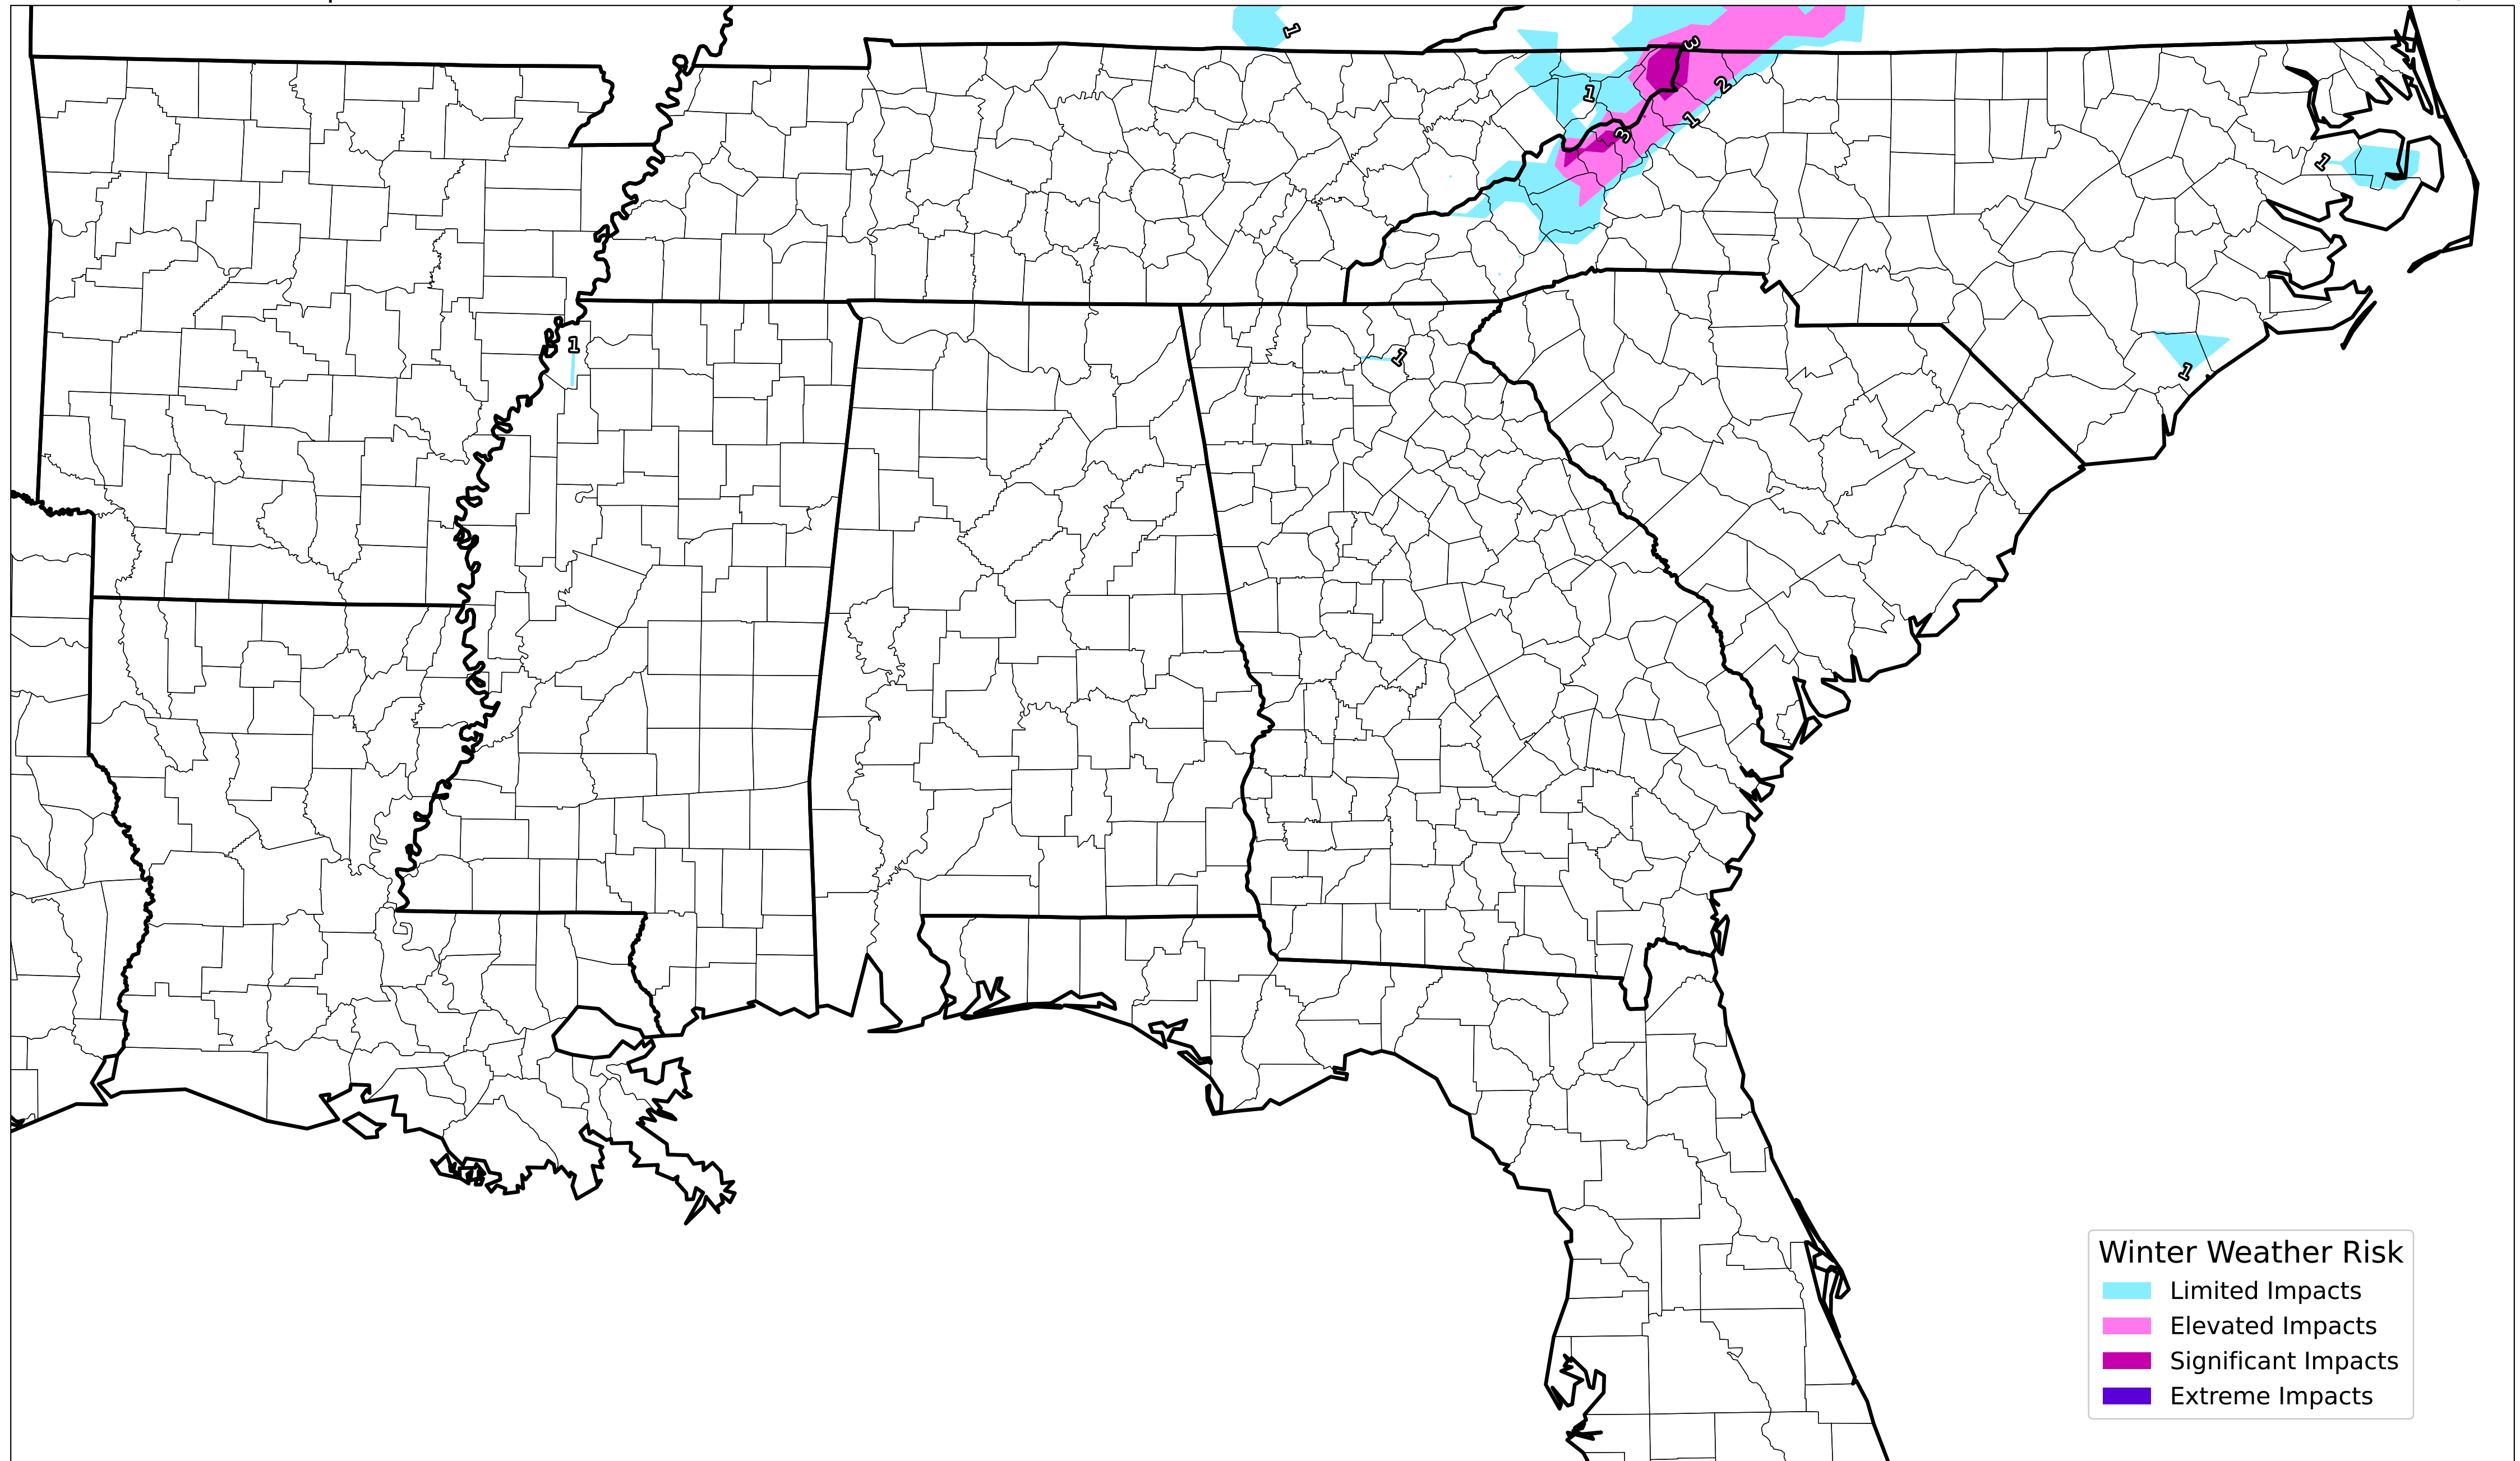 1
3
1
2
1
3
1
1
1
1
Winter Weather Risk
Limited Impacts
Elevated Impacts
Significant Impacts
Extreme Impacts